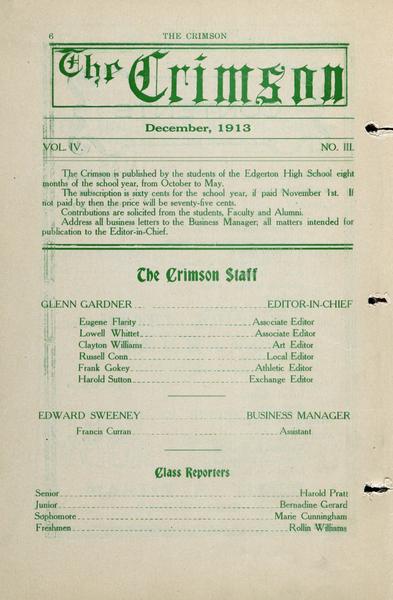 6 THE CRIMSON
The Crimson
December, 1913
VOL. IV. NO. III.
The Crimson is published by the students of the Edgerton High School eight
months of the school year, from October to May.
The subscription is sixty cents for the school year, if paid November 1st. If
not paid by then the price will be seventy-five cents.
Contributions are solicited from the students, Faculty and Alumni.
Address all business letters to the Business Manager; all matters intended for
publication to the Editor-in-Chief.
The Crimson Staff
GLENN GARDNER EDITOR-IN-CHIEF
Eugene Flarity Associate Editor
Lowell Whittet Associate Editor
Clayton Williams Art Editor
Russell Conn Local Editor
Frank Gokey Athletic Editor
Harold Sutton Exchange Editor
EDWARD SWEENEY BUSINESS MANAGER
Francis Curran Assistant
Class Reporters
Senior Harold Pratt
Junior Bernadine Gerard
Sophomore Marie Cunningham
Freshmen Rollin Williams